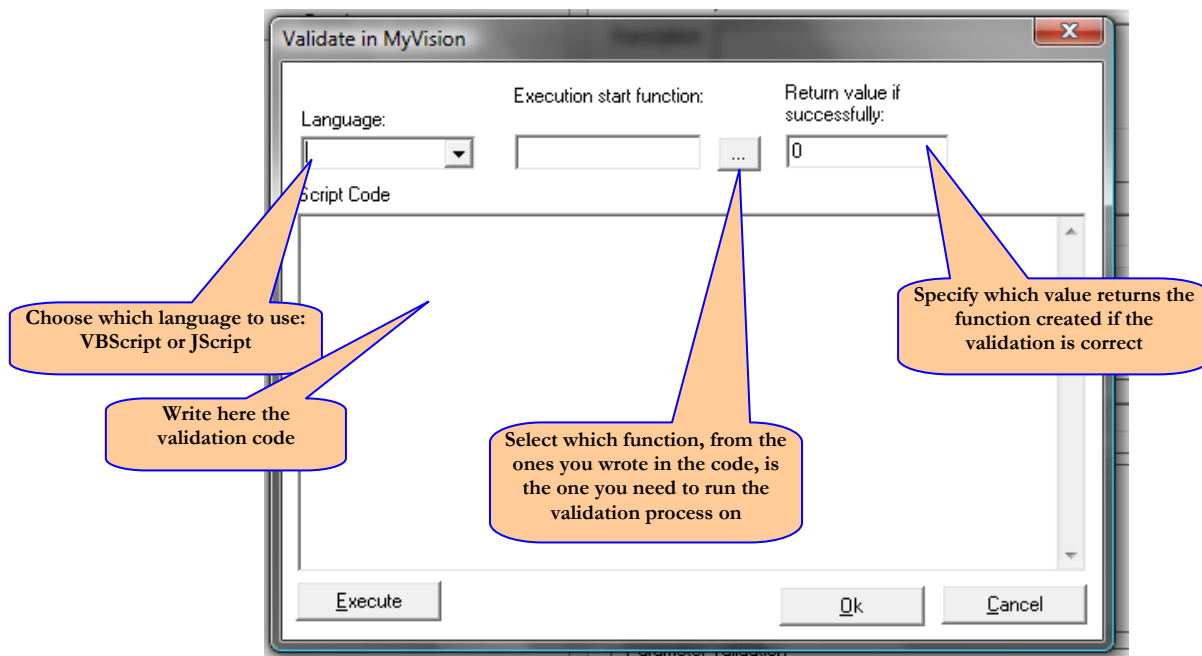 Validate in MyVision
X
Execution start function:
Return value if
successfully:
Language:
...
0
Script Code
Choose which language to use:
VBScript or JScript
Specify which value returns the
function created if the
validation is correct
Write here the
validation code
Select which function, from the
ones you wrote in the code, is
the one you need to run the
validation process on
Execute
Ok
Cancel